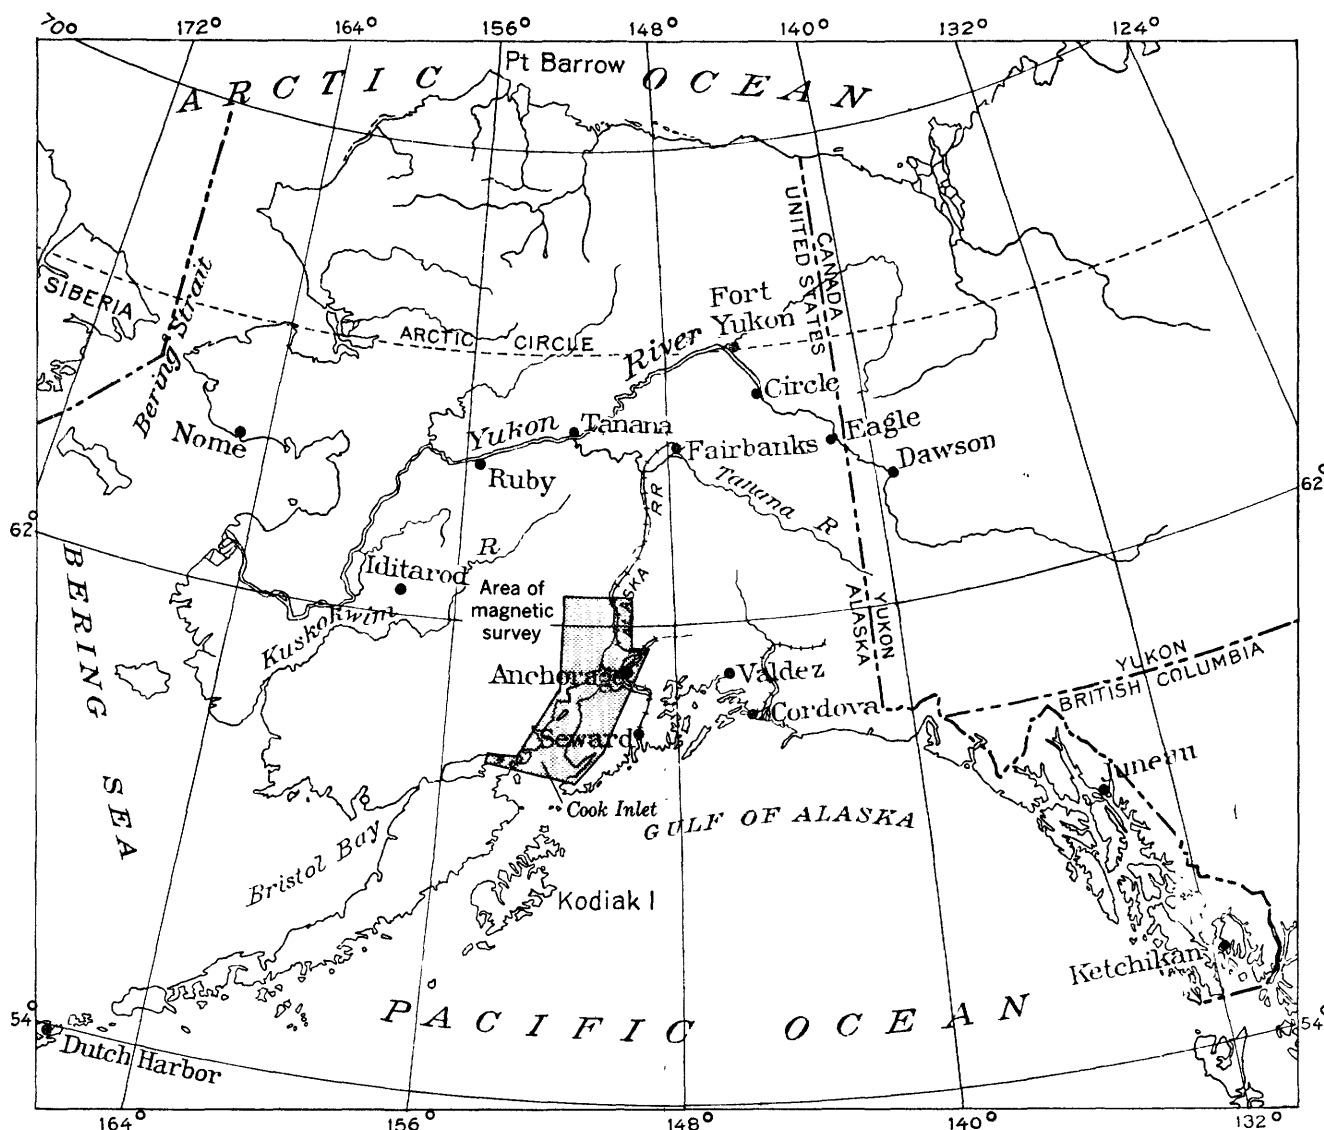 70° 172° 164° 156° 148° 140° 132° 124°
ARCTIC OCEAN
Pt Barrow
UNITED STATES
CANADA
SIBERIA
Bering Strait
ARCTIC CIRCLE
Fort
Yukon
Yukon River
Circle
Nome
Tanana
Eagle
Fairbanks
Dawson
Ruby
Tanana R
62° 62°
ALASKA RR
Iditarod
Kuskokwim R
Area of
magnetic
survey
ALASKA
YUKON
YUKON
BRITISH COLUMBIA
BERING SEA
Anchorage
Valdez
Cordova
Seward
Juneau
Cook Inlet
GULF OF ALASKA
Bristol Bay
Kodiak I
Ketchikan
PACIFIC OCEAN
54° 54°
Dutch Harbor
164° 156° 148° 140° 132°